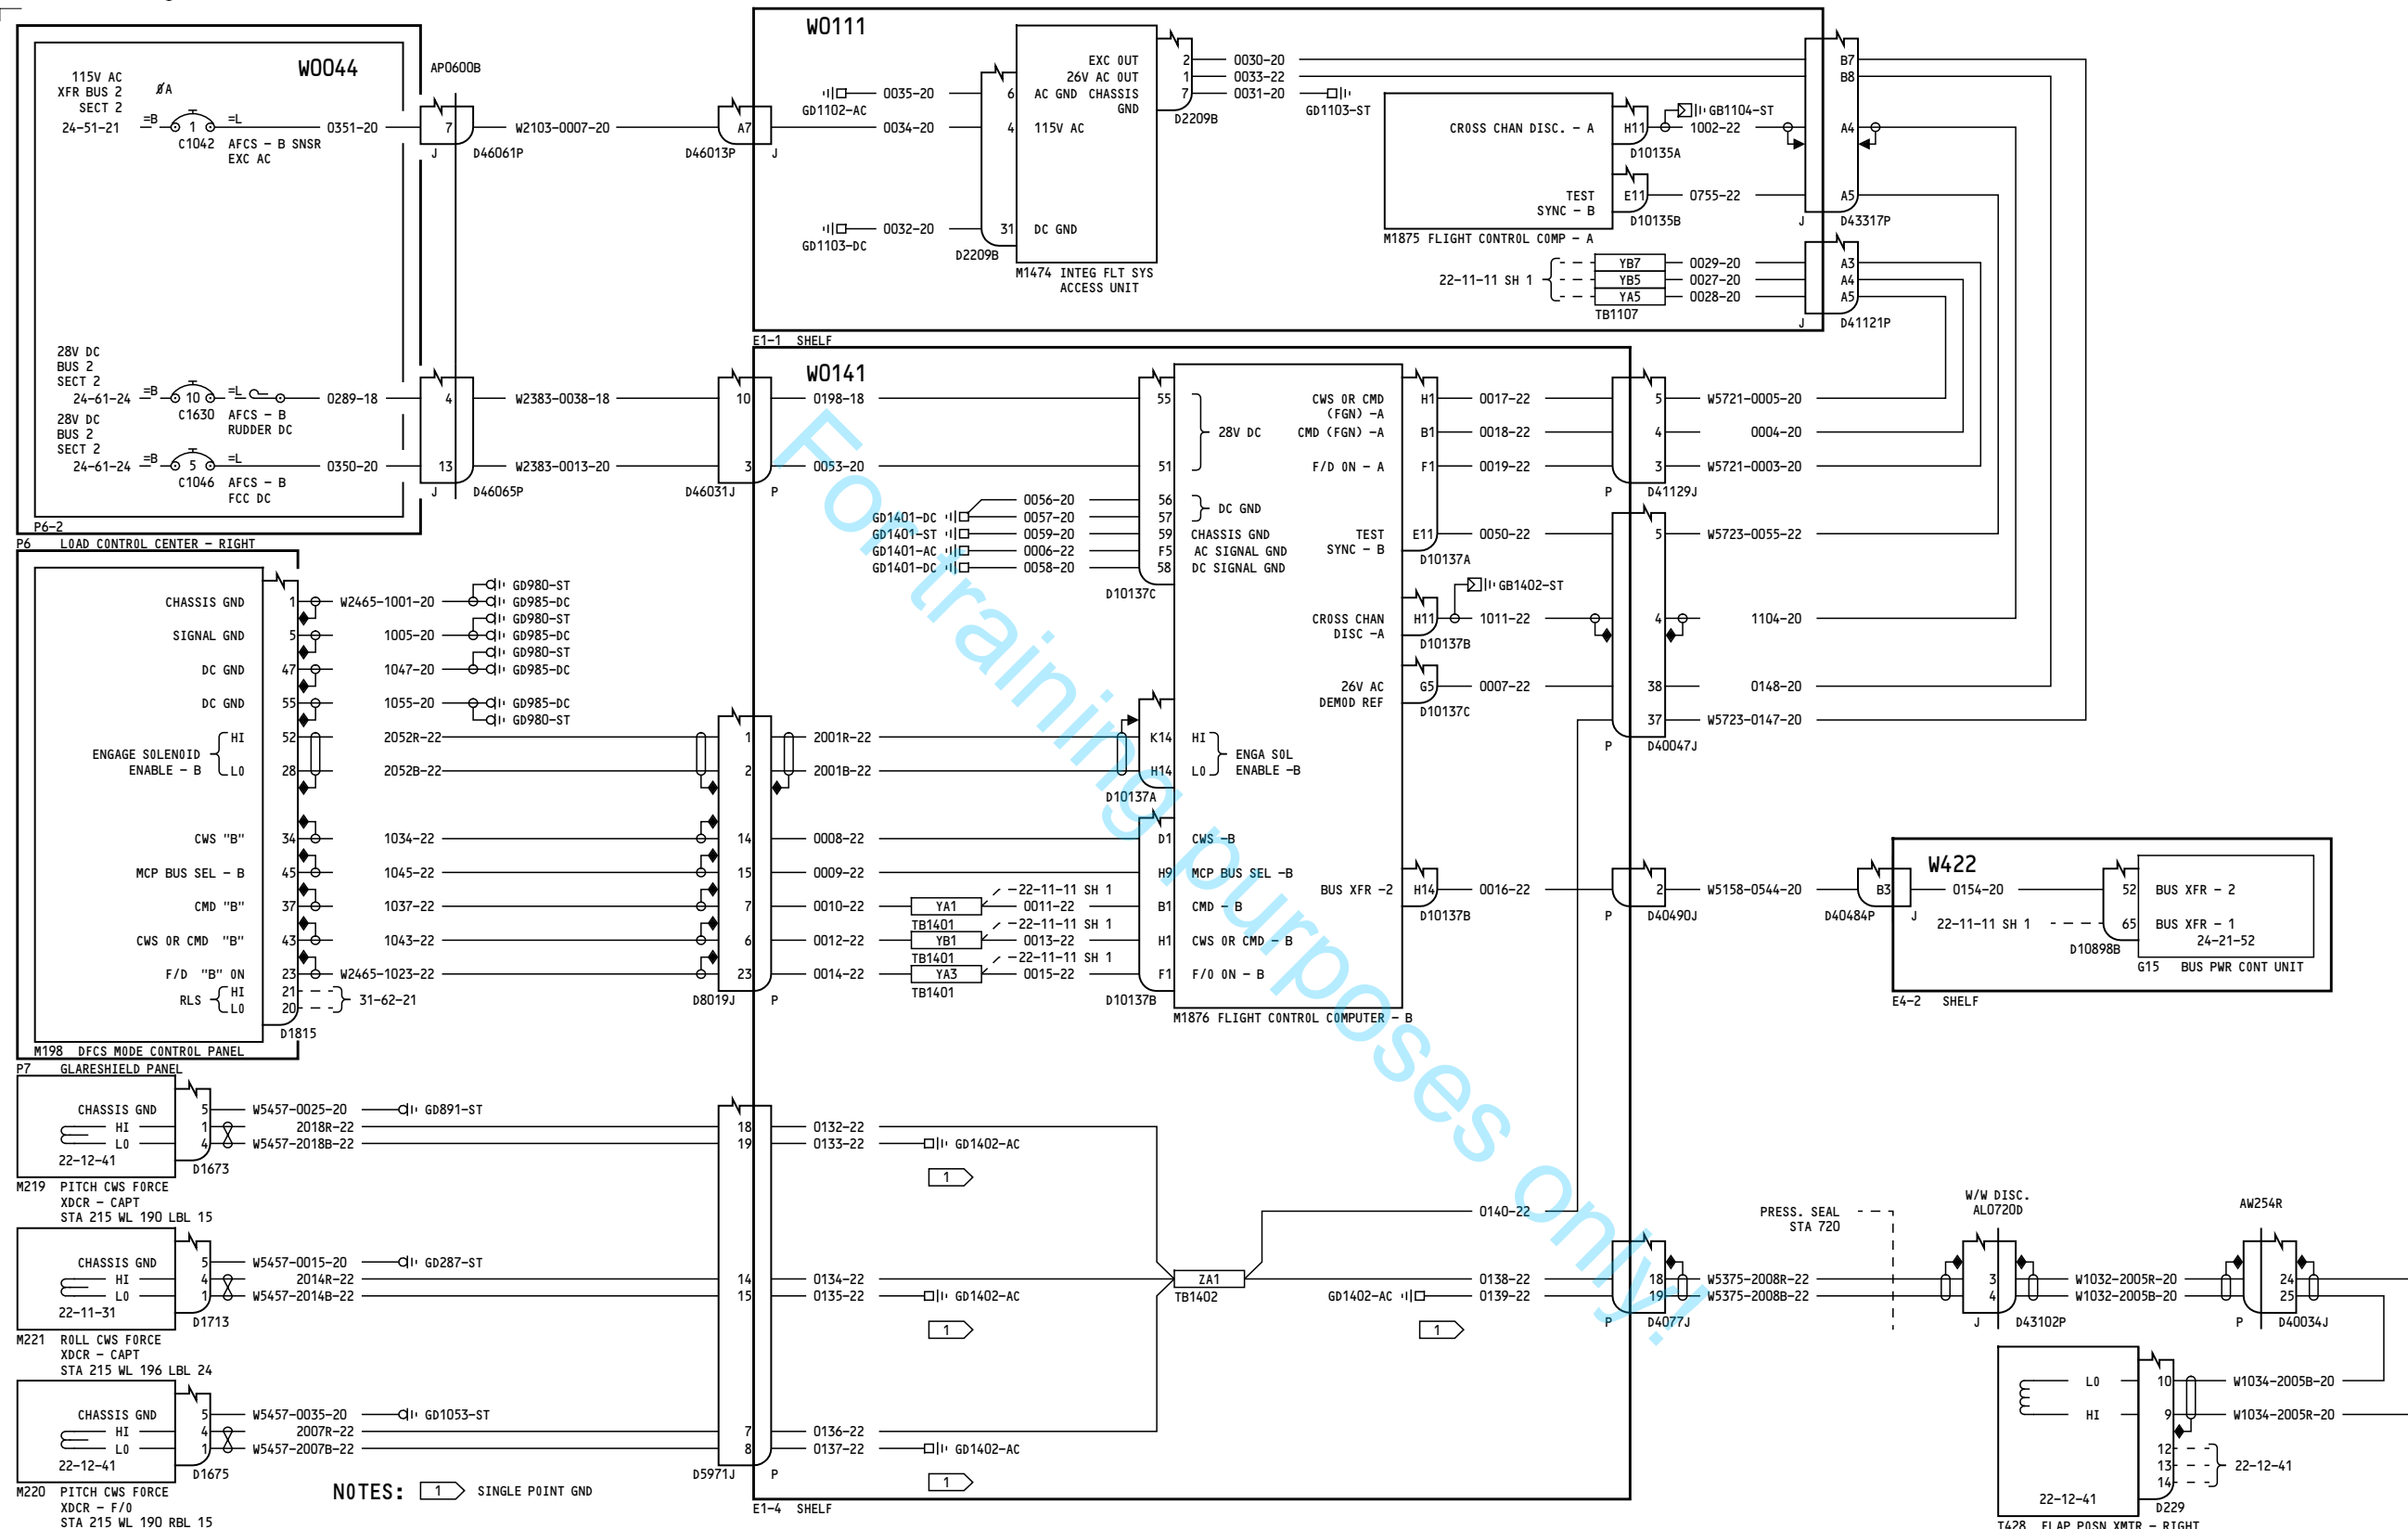 W0044
115V AC
XFR BUS 2
SECT 2
ØA
24-51-21
=B
1
=L
0351-20
C1042
AFCS - B SNSR
EXC AC
AP0600B
7
W2103-0007-20
J
D46061P
A7
D46013P
J
28V DC
BUS 2
SECT 2
24-61-24
=B
10
=L
0289-18
C1630
AFCS - B
RUDDER DC
28V DC
BUS 2
SECT 2
24-61-24
=B
5
=L
0350-20
C1046
AFCS - B
FCC DC
4
W2383-0038-18
13
W2383-0013-20
J
D46065P
10
3
D46031J
P
P6-2
P6 LOAD CONTROL CENTER - RIGHT
W0111
GD1102-AC
0035-20
6
AC GND
0034-20
4
115V AC
GD1103-DC
0032-20
31
DC GND
D2209B
EXC OUT
2
0030-20
26V AC OUT
1
0033-22
CHASSIS
GND
7
0031-20
D2209B
GD1103-ST
M1474 INTEG FLT SYS
ACCESS UNIT
CROSS CHAN DISC. - A
H11
GB1104-ST
1002-22
D10135A
TEST
SYNC - B
E11
0755-22
D10135B
M1875 FLIGHT CONTROL COMP - A
B7
B8
A4
A5
J
D43317P
22-11-11 SH 1
YB7
0029-20
A3
YB5
0027-20
A4
YA5
0028-20
A5
TB1107
J
D41121P
E1-1 SHELF
W0141
0198-18
55
28V DC
0053-20
51
GD1401-DC
0056-20
56
DC GND
0057-20
57
GD1401-ST
0059-20
59
CHASSIS GND
GD1401-AC
0006-22
F5
AC SIGNAL GND
GD1401-DC
0058-20
58
DC SIGNAL GND
D10137C
CWS OR CMD
(FGN) -A
H1
0017-22
5
W5721-0005-20
CMD (FGN) -A
B1
0018-22
4
0004-20
F/D ON - A
F1
0019-22
3
W5721-0003-20
P
D41129J
TEST
SYNC - B
E11
0050-22
5
W5723-0055-22
D10137A
GB1402-ST
CROSS CHAN
DISC -A
H11
1011-22
4
1104-20
D10137B
26V AC
DEMOD REF
G5
0007-22
38
0148-20
D10137C
37
W5723-0147-20
P
D40047J
CHASSIS GND
1
W2465-1001-20
GD980-ST
GD985-DC
SIGNAL GND
5
1005-20
GD980-ST
GD985-DC
DC GND
47
1047-20
GD980-ST
GD985-DC
DC GND
55
1055-20
GD985-DC
GD980-ST
ENGAGE SOLENOID
ENABLE - B
HI
52
2052R-22
LO
28
2052B-22
1
2001R-22
K14
HI
2
2001B-22
H14
LO
ENGA SOL
ENABLE -B
D10137A
CWS "B"
34
1034-22
14
0008-22
D1
CWS -B
MCP BUS SEL - B
45
1045-22
15
0009-22
H9
MCP BUS SEL -B
CMD "B"
37
1037-22
7
0010-22
YA1
TB1401
22-11-11 SH 1
0011-22
B1
CMD - B
CWS OR CMD "B"
43
1043-22
6
0012-22
YB1
TB1401
22-11-11 SH 1
0013-22
H1
CWS OR CMD - B
F/D "B" ON
23
W2465-1023-22
23
0014-22
YA3
TB1401
22-11-11 SH 1
0015-22
F1
F/O ON - B
RLS
HI
21
LO
20
31-62-21
D1815
D8019J
P
D10137B
M198 DFCS MODE CONTROL PANEL
P7 GLARESHIELD PANEL
BUS XFR -2
H14
0016-22
D10137B
2
W5158-0544-20
P
D40490J
M1876 FLIGHT CONTROL COMPUTER - B
W422
B3
0154-20
52
BUS XFR - 2
D40484P
J
22-11-11 SH 1
65
BUS XFR - 1
24-21-52
D10898B
G15 BUS PWR CONT UNIT
E4-2 SHELF
CHASSIS GND
5
W5457-0025-20
GD891-ST
HI
1
2018R-22
LO
4
W5457-2018B-22
22-12-41
D1673
M219 PITCH CWS FORCE
XDCR - CAPT
STA 215 WL 190 LBL 15
18
0132-22
19
0133-22
GD1402-AC
1
CHASSIS GND
5
W5457-0015-20
GD287-ST
HI
4
2014R-22
LO
1
W5457-2014B-22
22-11-31
D1713
M221 ROLL CWS FORCE
XDCR - CAPT
STA 215 WL 196 LBL 24
14
0134-22
15
0135-22
GD1402-AC
1
CHASSIS GND
5
W5457-0035-20
GD1053-ST
HI
4
2007R-22
LO
1
W5457-2007B-22
22-12-41
D1675
M220 PITCH CWS FORCE
XDCR - F/O
STA 215 WL 190 RBL 15
7
0136-22
8
0137-22
GD1402-AC
1
D5971J
P
NOTES: 1 SINGLE POINT GND
E1-4 SHELF
ZA1
TB1402
0140-22
0138-22
GD1402-AC
0139-22
1
18
W5375-2008R-22
19
W5375-2008B-22
P
D4077J
PRESS. SEAL
STA 720
W/W DISC.
AL0720D
3
4
J
D43102P
W1032-2005R-20
W1032-2005B-20
AW254R
24
25
P
D40034J
LO
10
W1034-2005B-20
HI
9
W1034-2005R-20
12
13
14
22-12-41
22-12-41
D229
T428 FLAP POSN XMTR - RIGHT
For training purposes only!